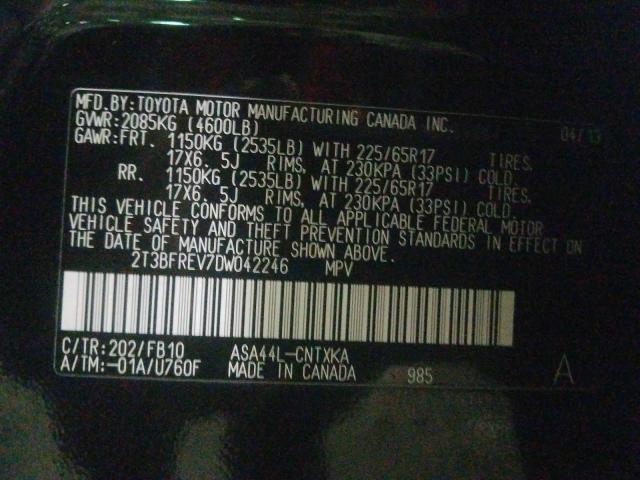 MFD. BY: TOYOTA MOTOR MANUFACTURING CANADA INC. 04/13
GVWR: 2085KG (4600LB)
GAWR: FRT. 1150KG (2535LB) WITH 225/65R17 TIRES,
17X6. 5J RIMS, AT 230KPA (33PSI) COLD.
RR. 1150KG (2535LB) WITH 225/65R17 TIRES,
17X6. 5J RIMS, AT 230KPA (33PSI) COLD.
THIS VEHICLE CONFORMS TO ALL APPLICABLE FEDERAL MOTOR
VEHICLE SAFETY AND THEFT PREVENTION STANDARDS IN EFFECT ON
THE DATE OF MANUFACTURE SHOWN ABOVE.
2T3BFREV7DW042246 MPV
C/TR: 202/FB10 ASA44L-CNTXKA
A/TM: -01A/U760F MADE IN CANADA 985 A